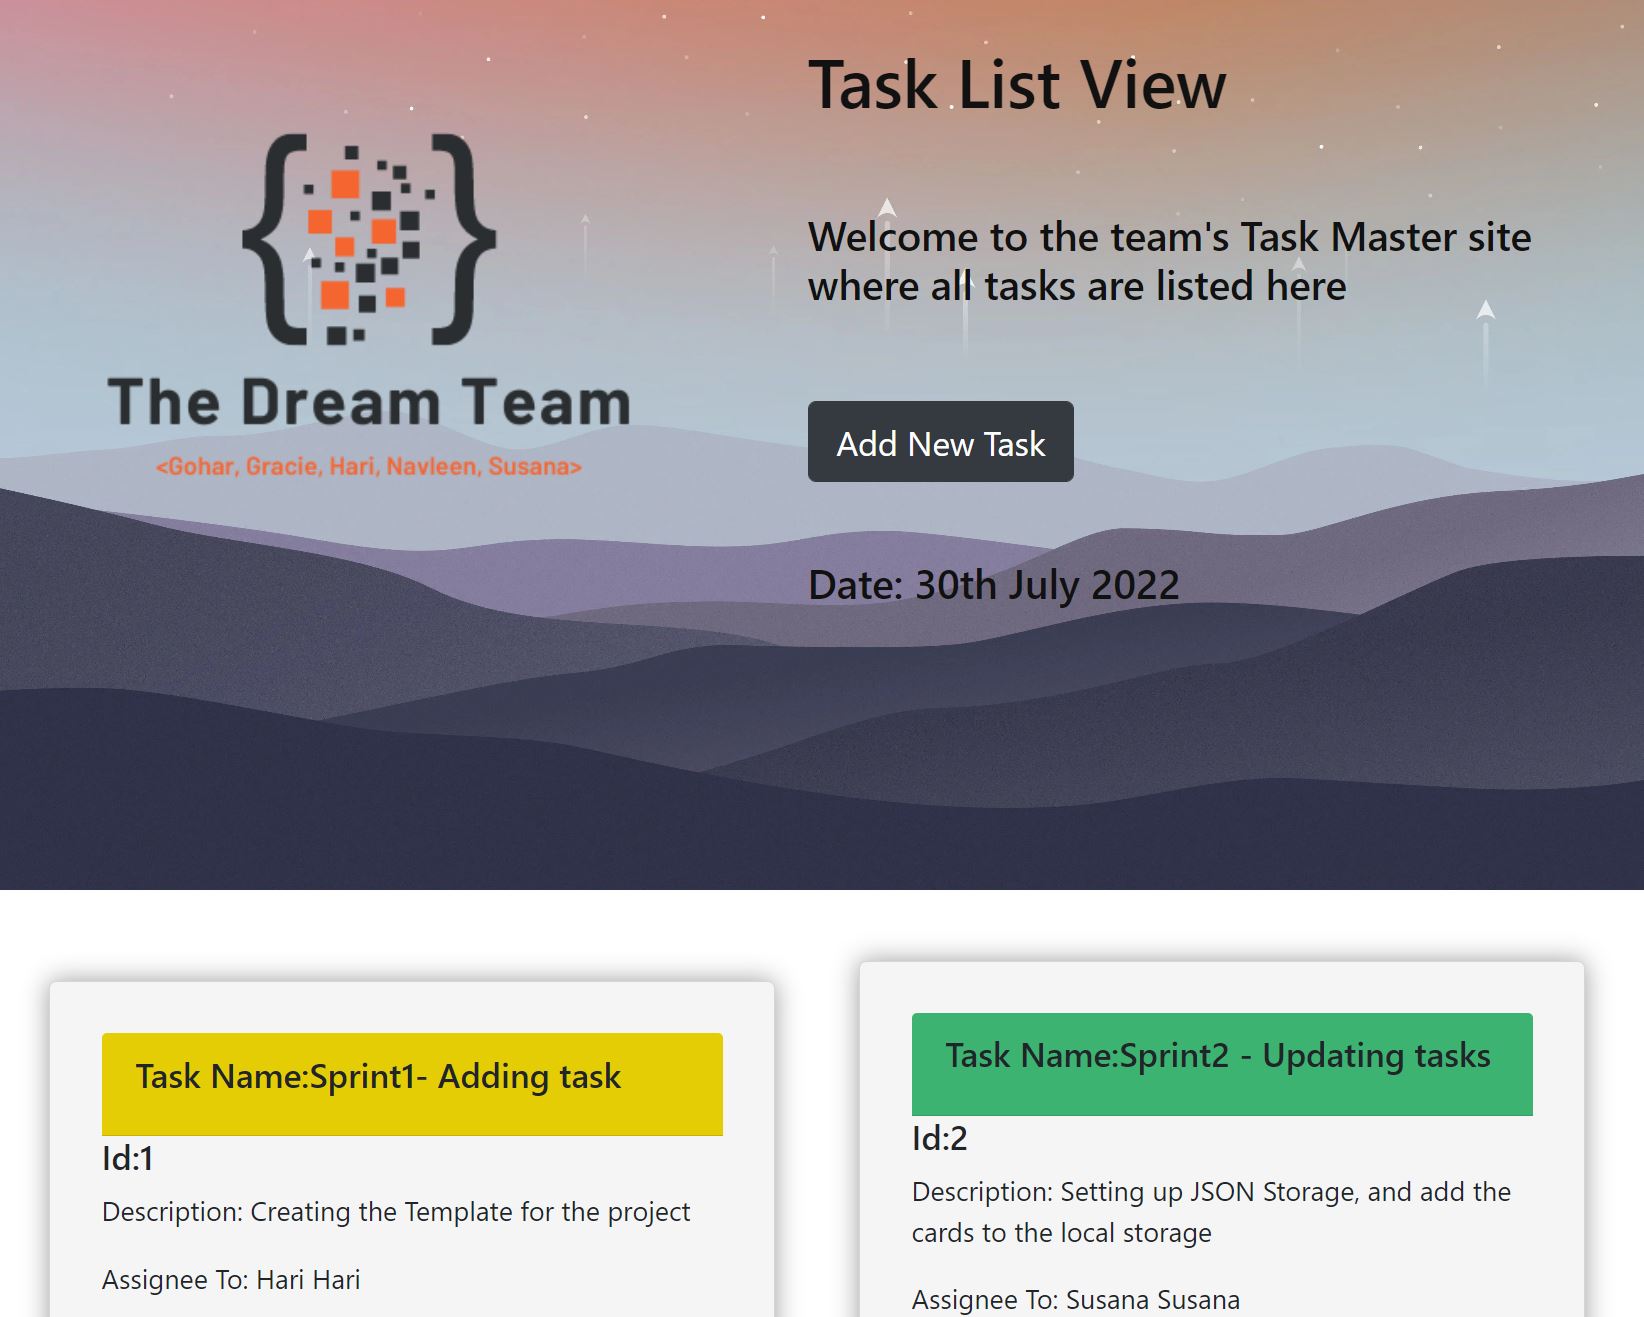 Task List View
Welcome to the team's Task Master site
where all tasks are listed here
The Dream Team
<Gohar, Gracie, Hari, Navleen, Susana>
Add New Task
Date: 30th July 2022
Task Name:Sprint1- Adding task
Id:1
Description: Creating the Template for the project
Assignee To: Hari Hari
Task Name:Sprint2 - Updating tasks
Id:2
Description: Setting up JSON Storage, and add the
cards to the local storage
Assignee To: Susana Susana